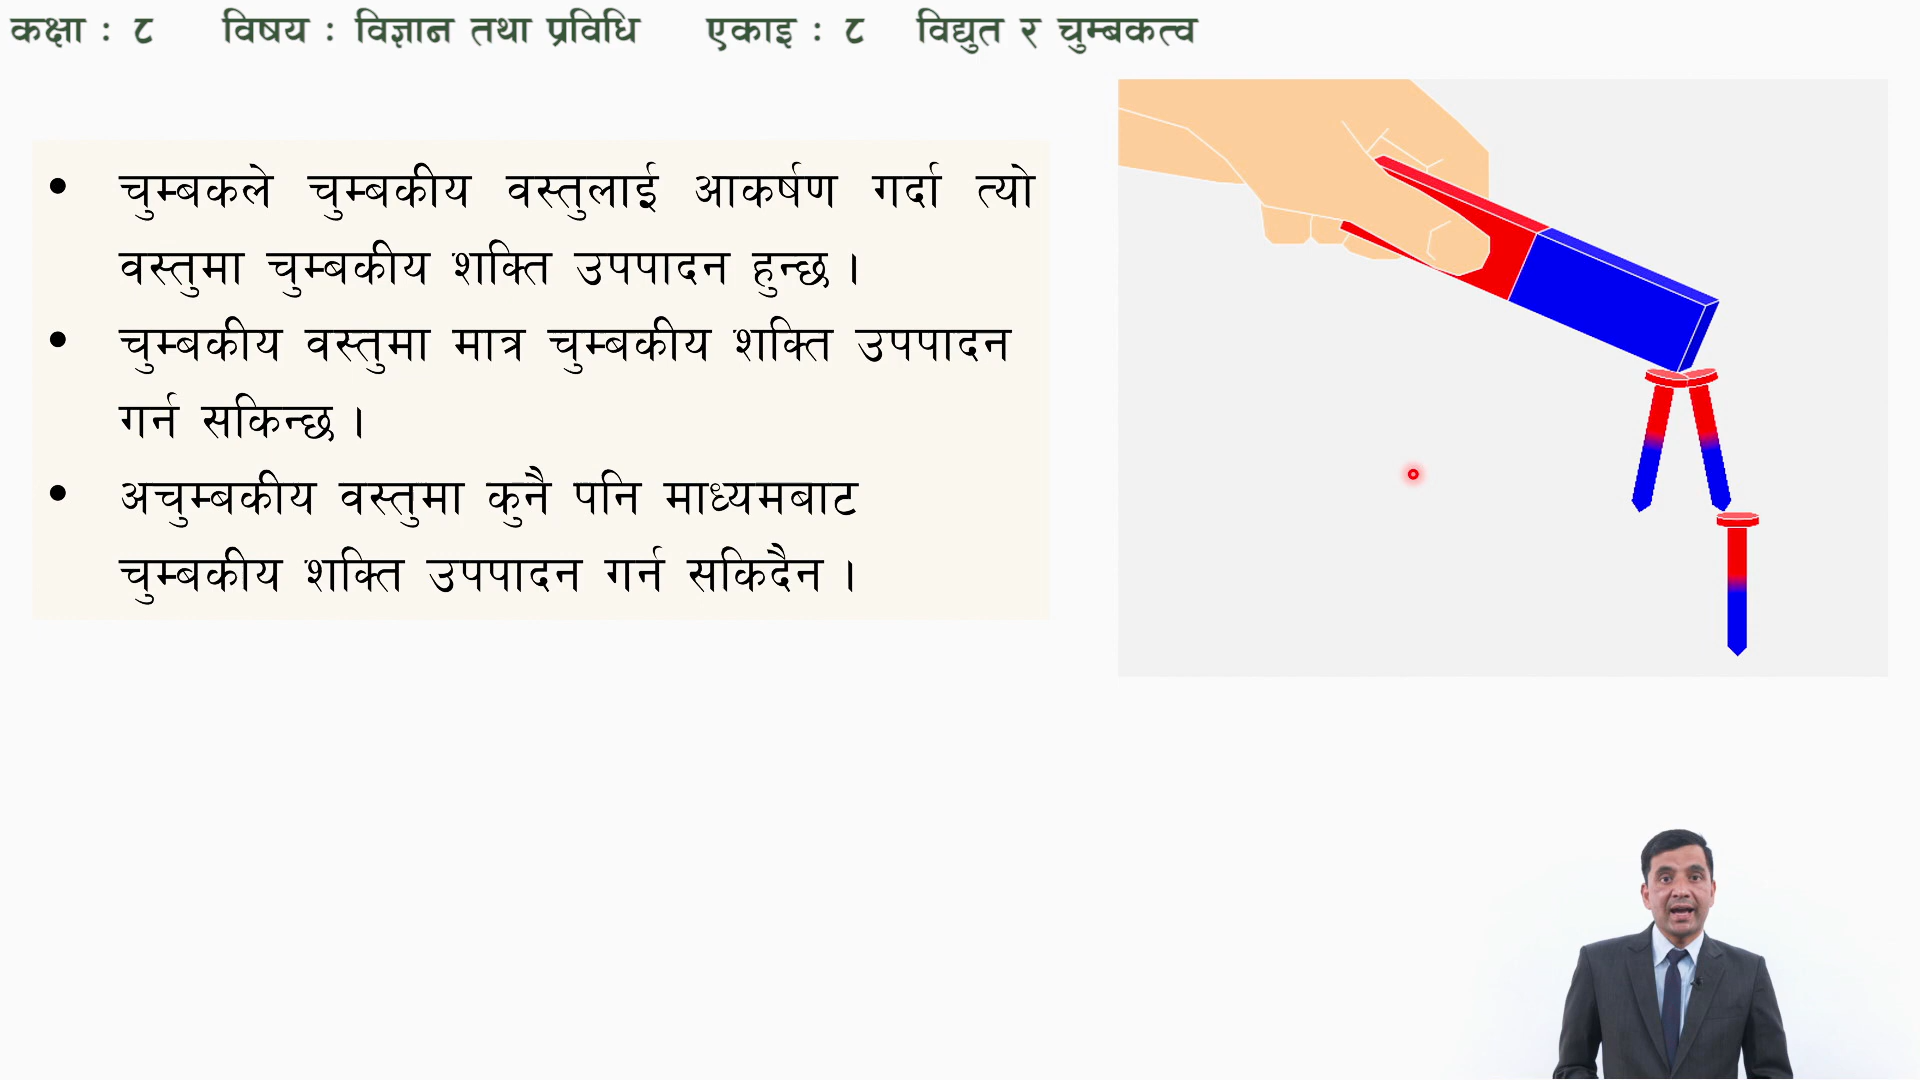 कक्षा : ८ विषय : विज्ञान तथा प्रविधि एकाइ : ८ विद्युत र चुम्बकत्व
• चुम्बकले चुम्बकीय वस्तुलाई आकर्षण गर्दा त्यो
वस्तुमा चुम्बकीय शक्ति उपपादन हुन्छ ।
• चुम्बकीय वस्तुमा मात्र चुम्बकीय शक्ति उपपादन
गर्न सकिन्छ ।
• अचुम्बकीय वस्तुमा कुनै पनि माध्यमबाट
चुम्बकीय शक्ति उपपादन गर्न सकिदैन ।